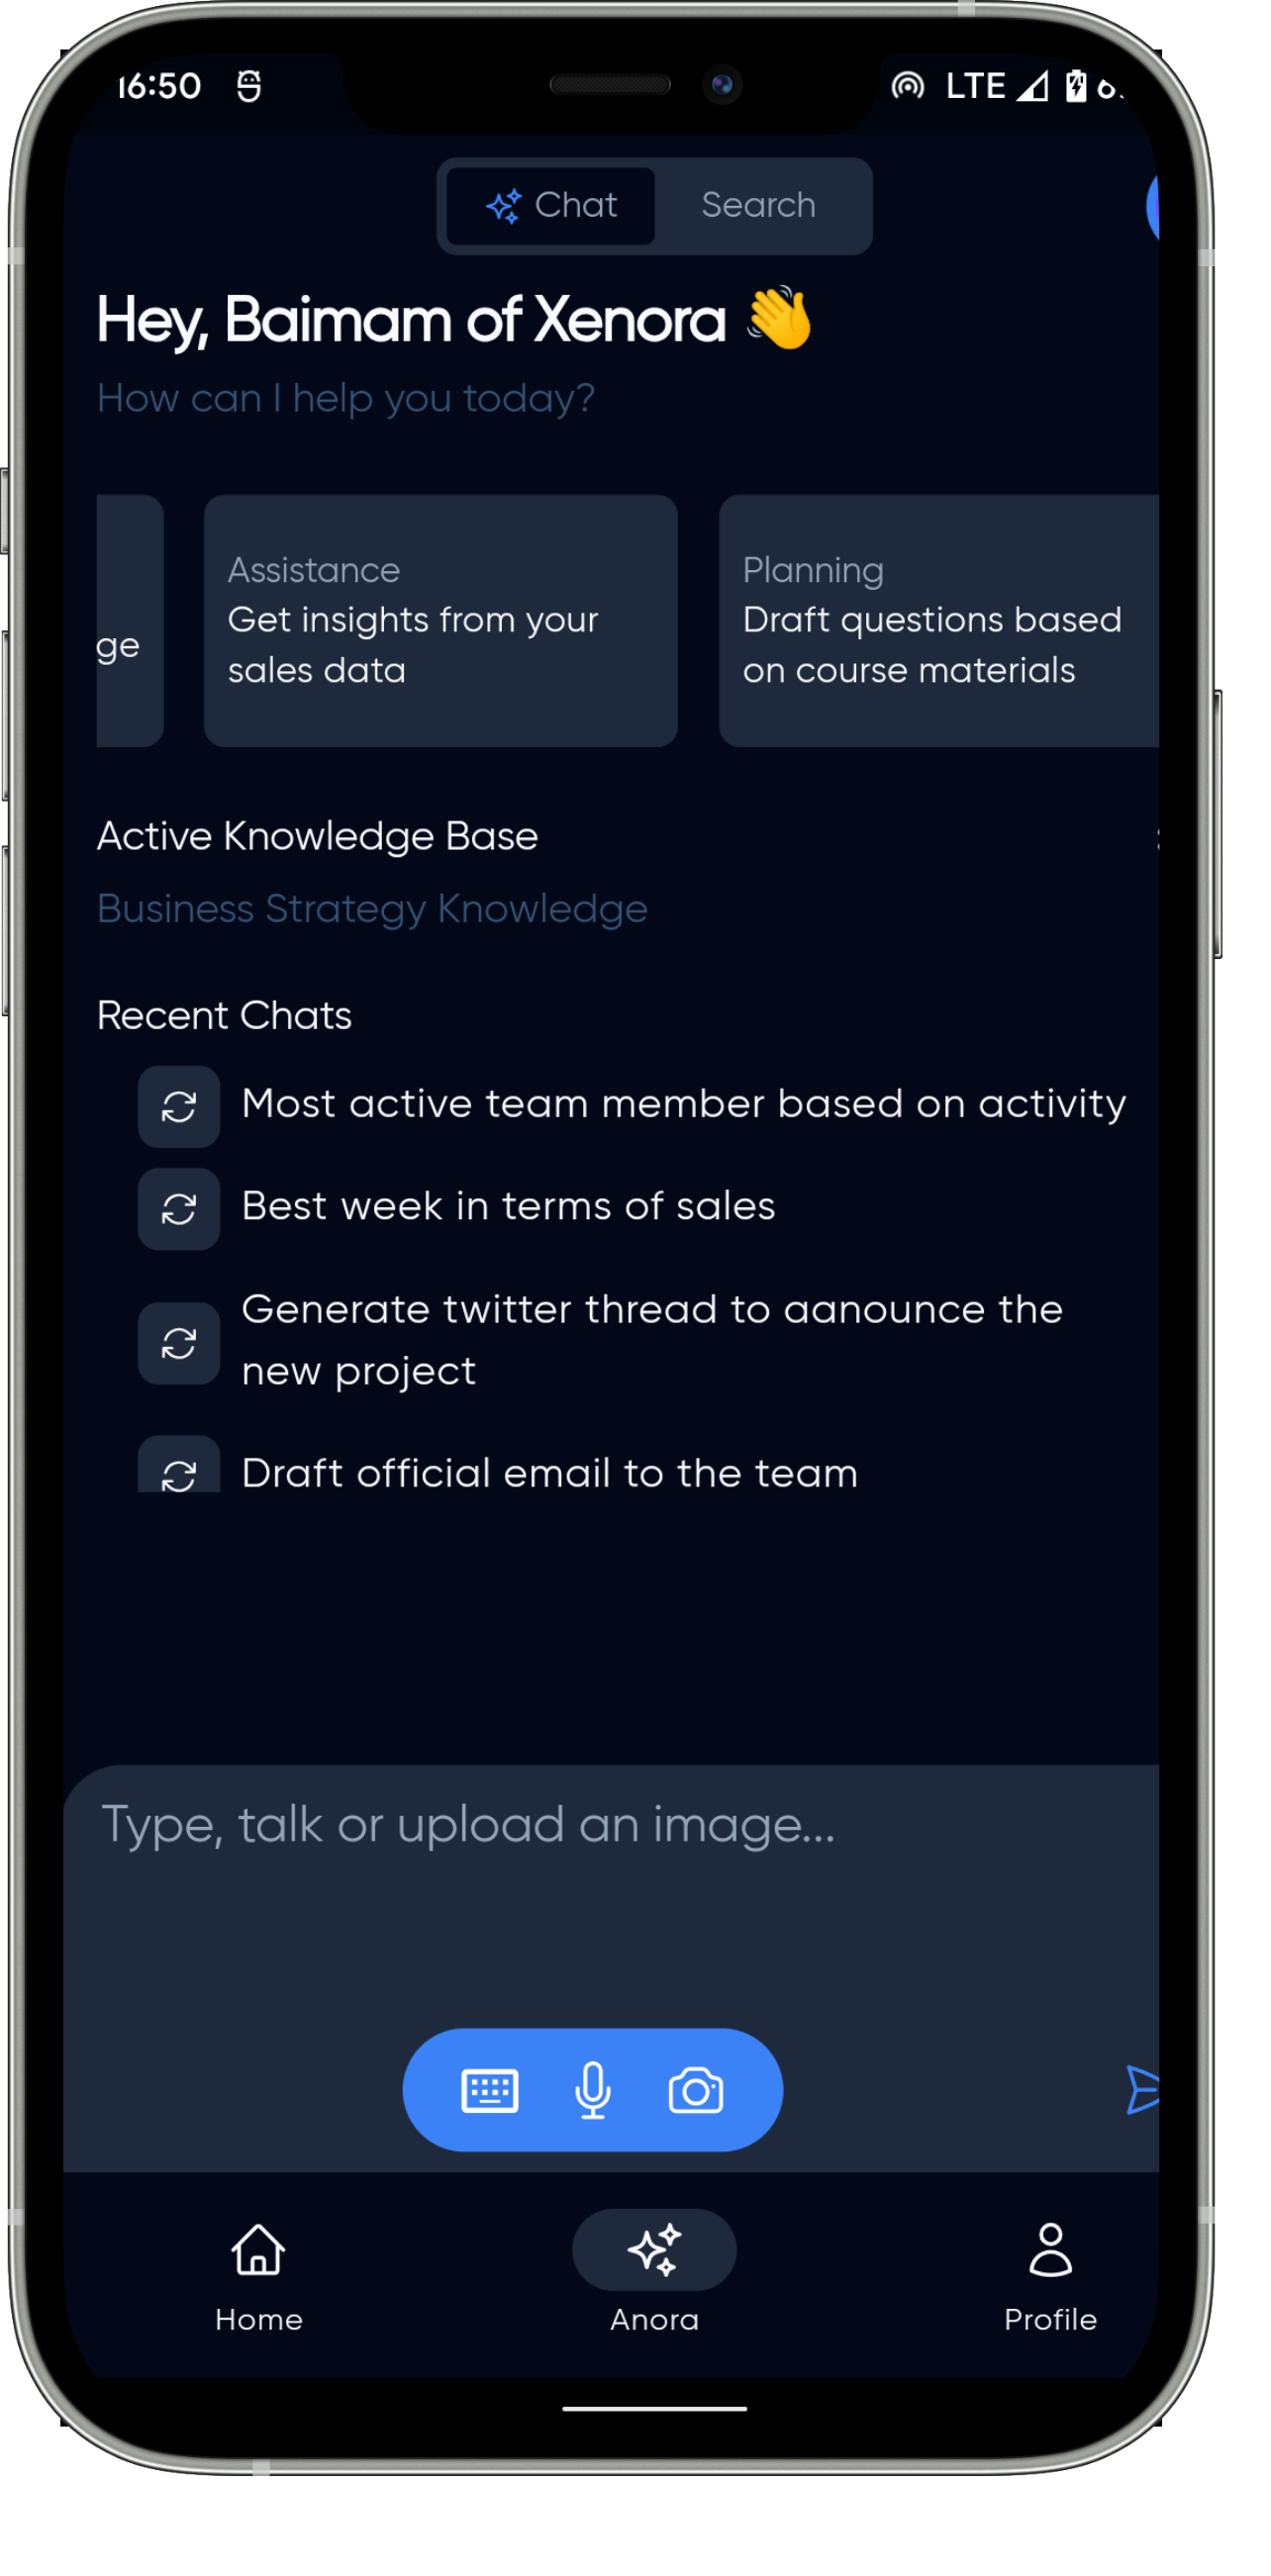 16:50 LTE
Chat Search
Hey, Baimam of Xenora 👋
How can I help you today?
ge
Assistance
Get insights from your
sales data
Planning
Draft questions based
on course materials
Active Knowledge Base
Business Strategy Knowledge
Recent Chats
Most active team member based on activity
Best week in terms of sales
Generate twitter thread to aanounce the
new project
Draft official email to the team
Type, talk or upload an image...
Home Anora Profile